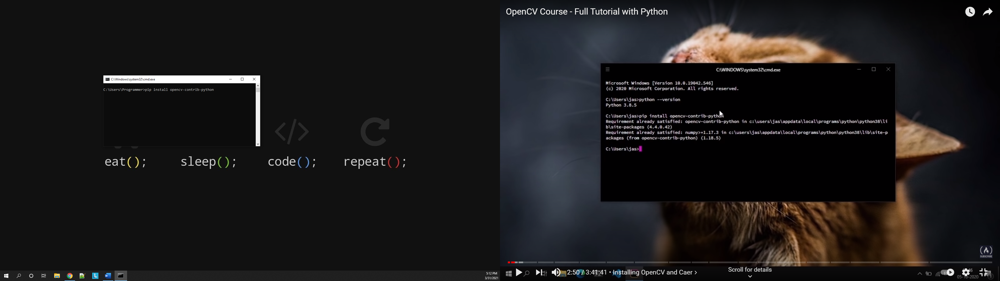 C:\Windows\system32\cmd.exe
C:\Users\Programmer>pip install opencv-contrib-python
eat();
sleep();
code();
repeat();
5:12 PM
3/31/2021
OpenCV Course - Full Tutorial with Python
C:\WINDOWS\system32\cmd.exe
Microsoft Windows [Version 10.0.19042.546]
(c) 2020 Microsoft Corporation. All rights reserved.
C:\Users\jas>python --version
Python 3.8.5
C:\Users\jas>pip install opencv-contrib-python
Requirement already satisfied: opencv-contrib-python in c:\users\jas\appdata\local\programs\python\python38\li
b\site-packages (4.4.0.42)
Requirement already satisfied: numpy>=1.17.3 in c:\users\jas\appdata\local\programs\python\python38\lib\site-p
ackages (from opencv-contrib-python) (1.18.5)
C:\Users\jas>
SUBSCRIBE
2:50 / 3:41:41 • Installing OpenCV and Caer >
Scroll for details
05-10-2020